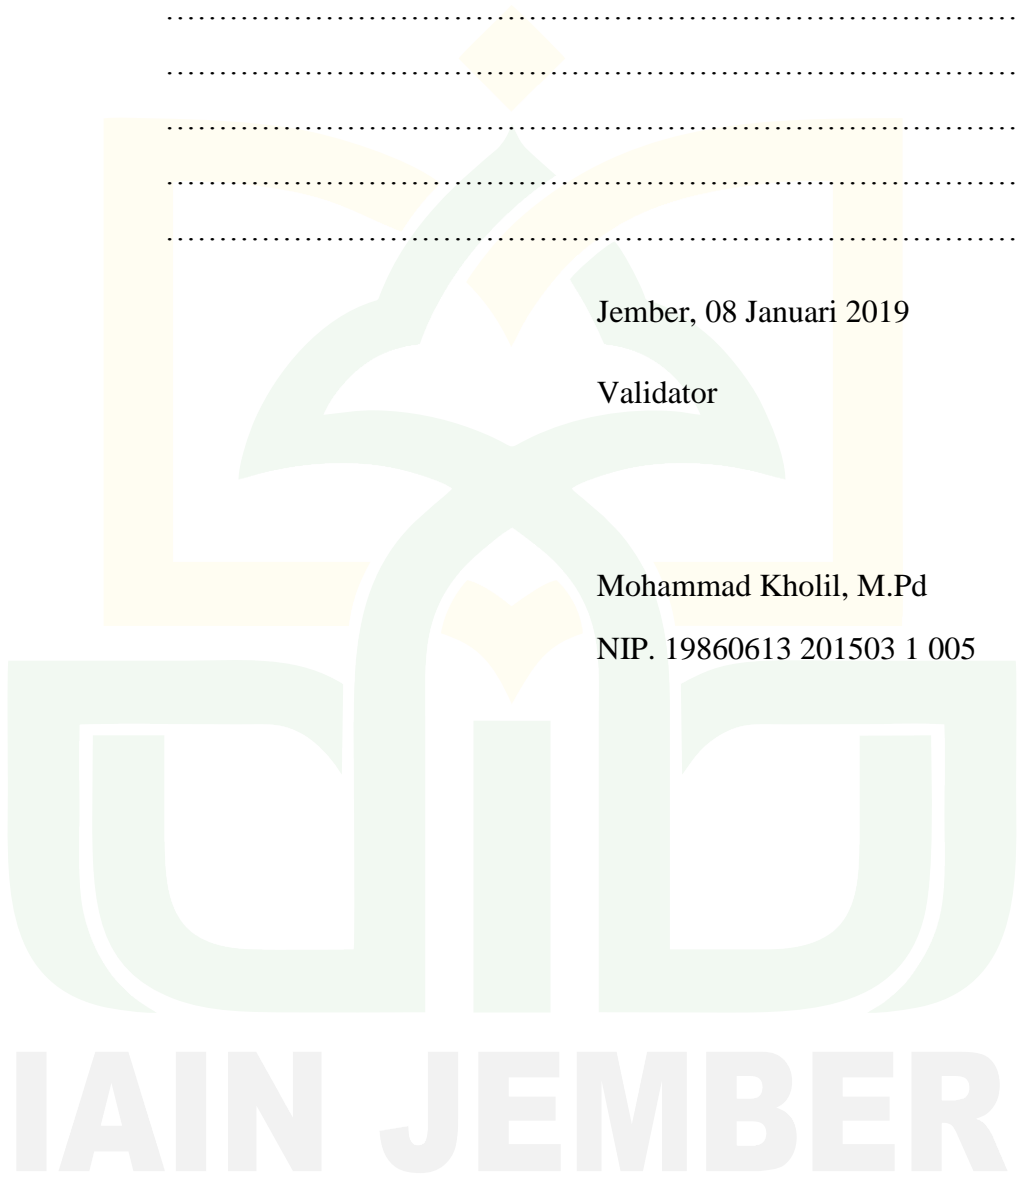 ……………………………………………………………………………
……………………………………………………………………………
……………………………………………………………………………
……………………………………………………………………………
……………………………………………………………………………
Jember, 08 Januari 2019
Validator
Mohammad Kholil, M.Pd
NIP. 19860613 201503 1 005
IAIN JEMBER